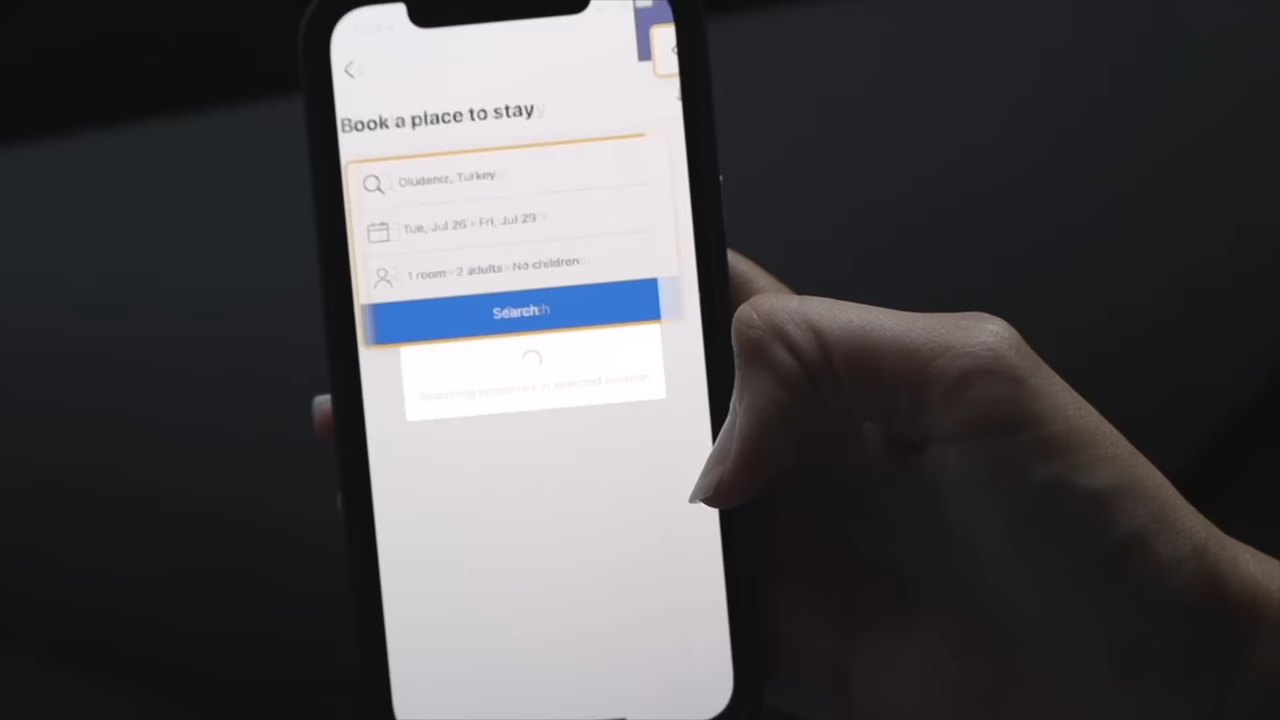 Book a place to stay
Oludeniz, Turkey
Tue, Jul 26 - Fri, Jul 29
1 room · 2 adults · No children
Search
Searching properties in selected location